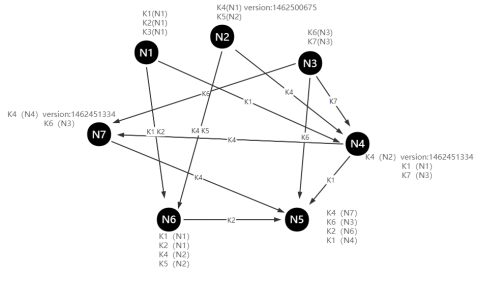 K1(N1)
K2(N1)
K3(N1)
N1
K4(N1) version:1462500675
K5(N2)
N2
K6(N3)
K7(N3)
N3
K6
K7
K4
K1
K4 (N4) version:1462451334
K6 (N3)
N7
K1 K2
K4 K5
K4
K6
N4
K4 (N2) version:1462451334
K1 (N1)
K7 (N3)
K4
K1
N6
K2
N5
K1 (N1)
K2 (N1)
K4 (N2)
K5 (N2)
K4 (N7)
K6 (N3)
K2 (N6)
K1 (N4)